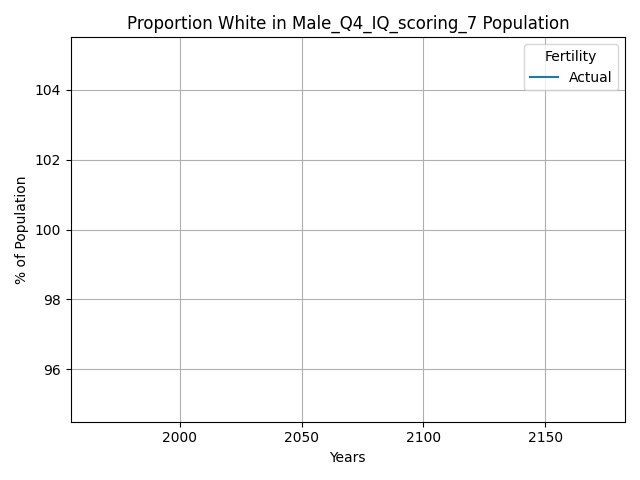 Proportion White in Male_Q4_IQ_scoring_7 Population
Fertility
Actual
104
102
100
98
96
% of Population
2000
2050
2100
2150
Years